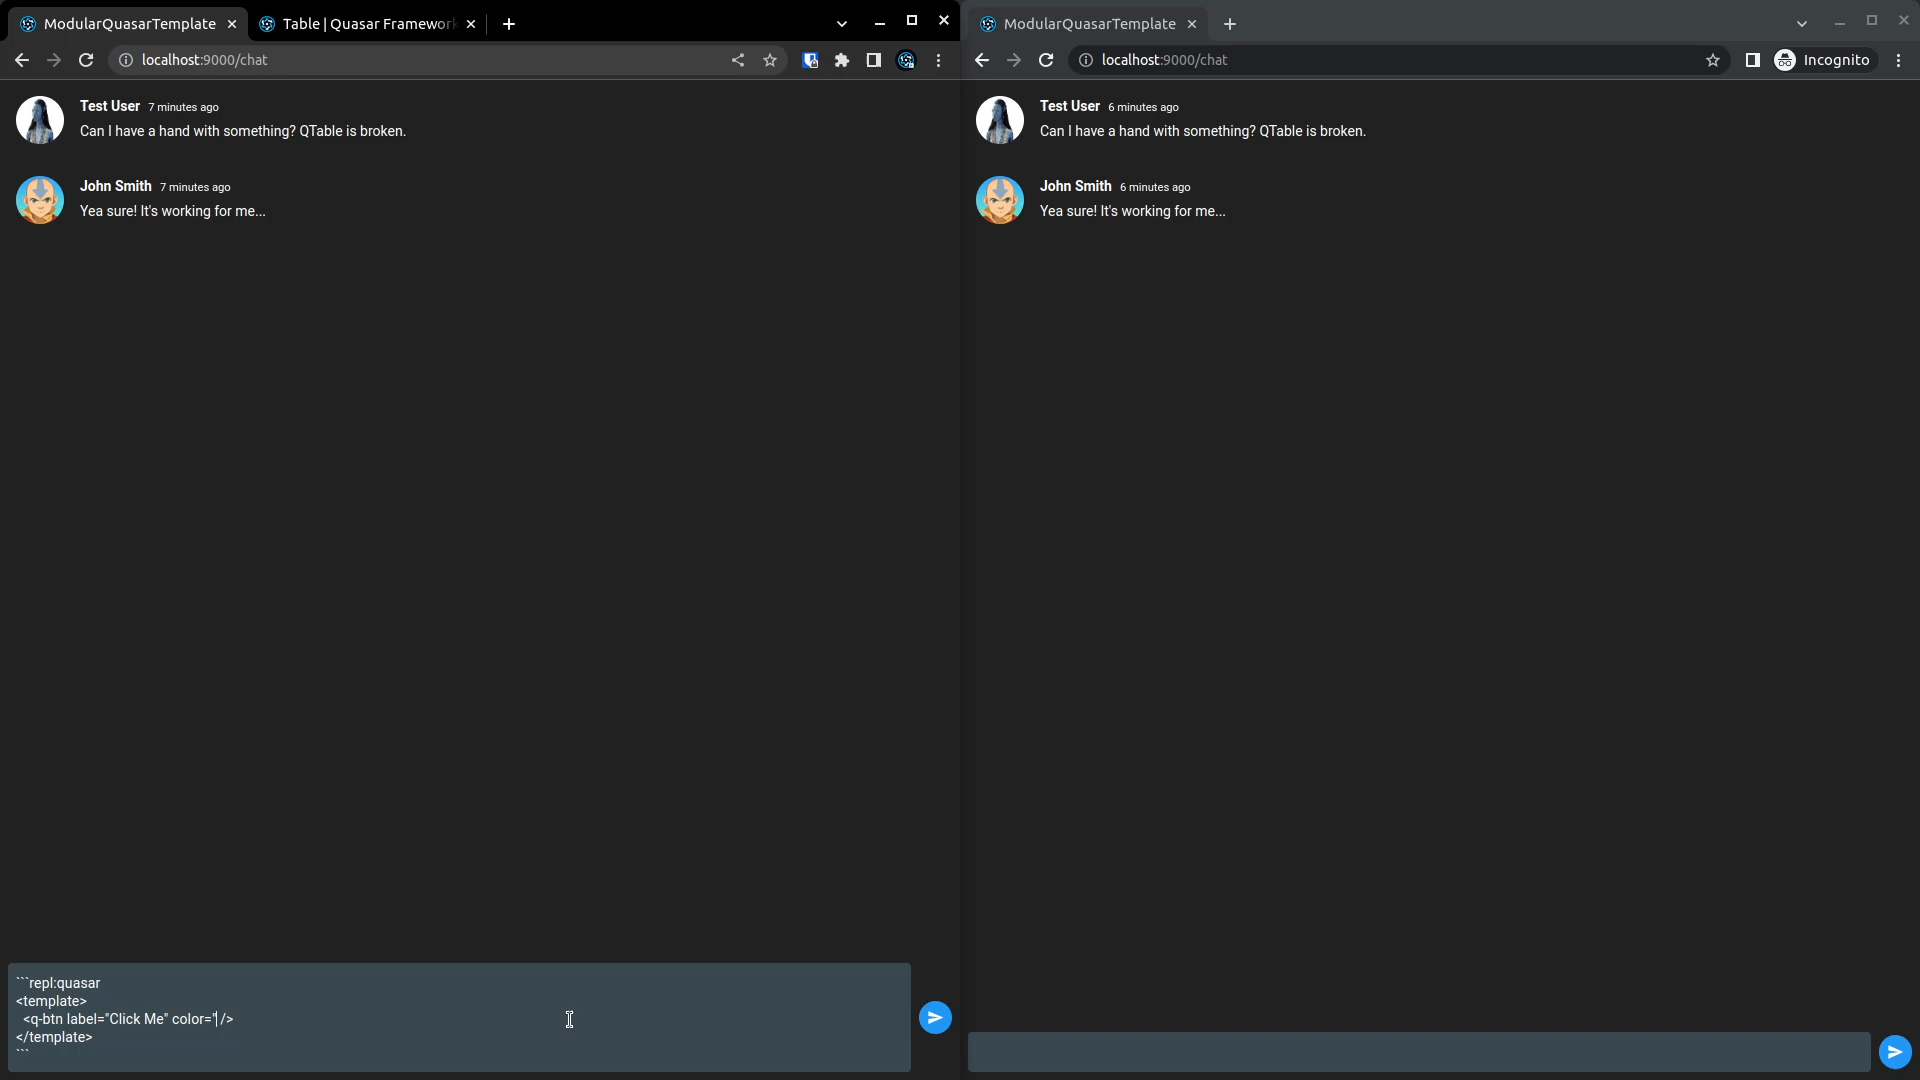 ModularQuasarTemplate
Table | Quasar Framework
localhost:9000/chat
Test User 7 minutes ago
Can I have a hand with something? QTable is broken.
John Smith 7 minutes ago
Yea sure! It's working for me...
```repl:quasar
<template>
  <q-btn label="Click Me" color=" />
</template>
```
ModularQuasarTemplate
localhost:9000/chat
Incognito
Test User 6 minutes ago
Can I have a hand with something? QTable is broken.
John Smith 6 minutes ago
Yea sure! It's working for me...